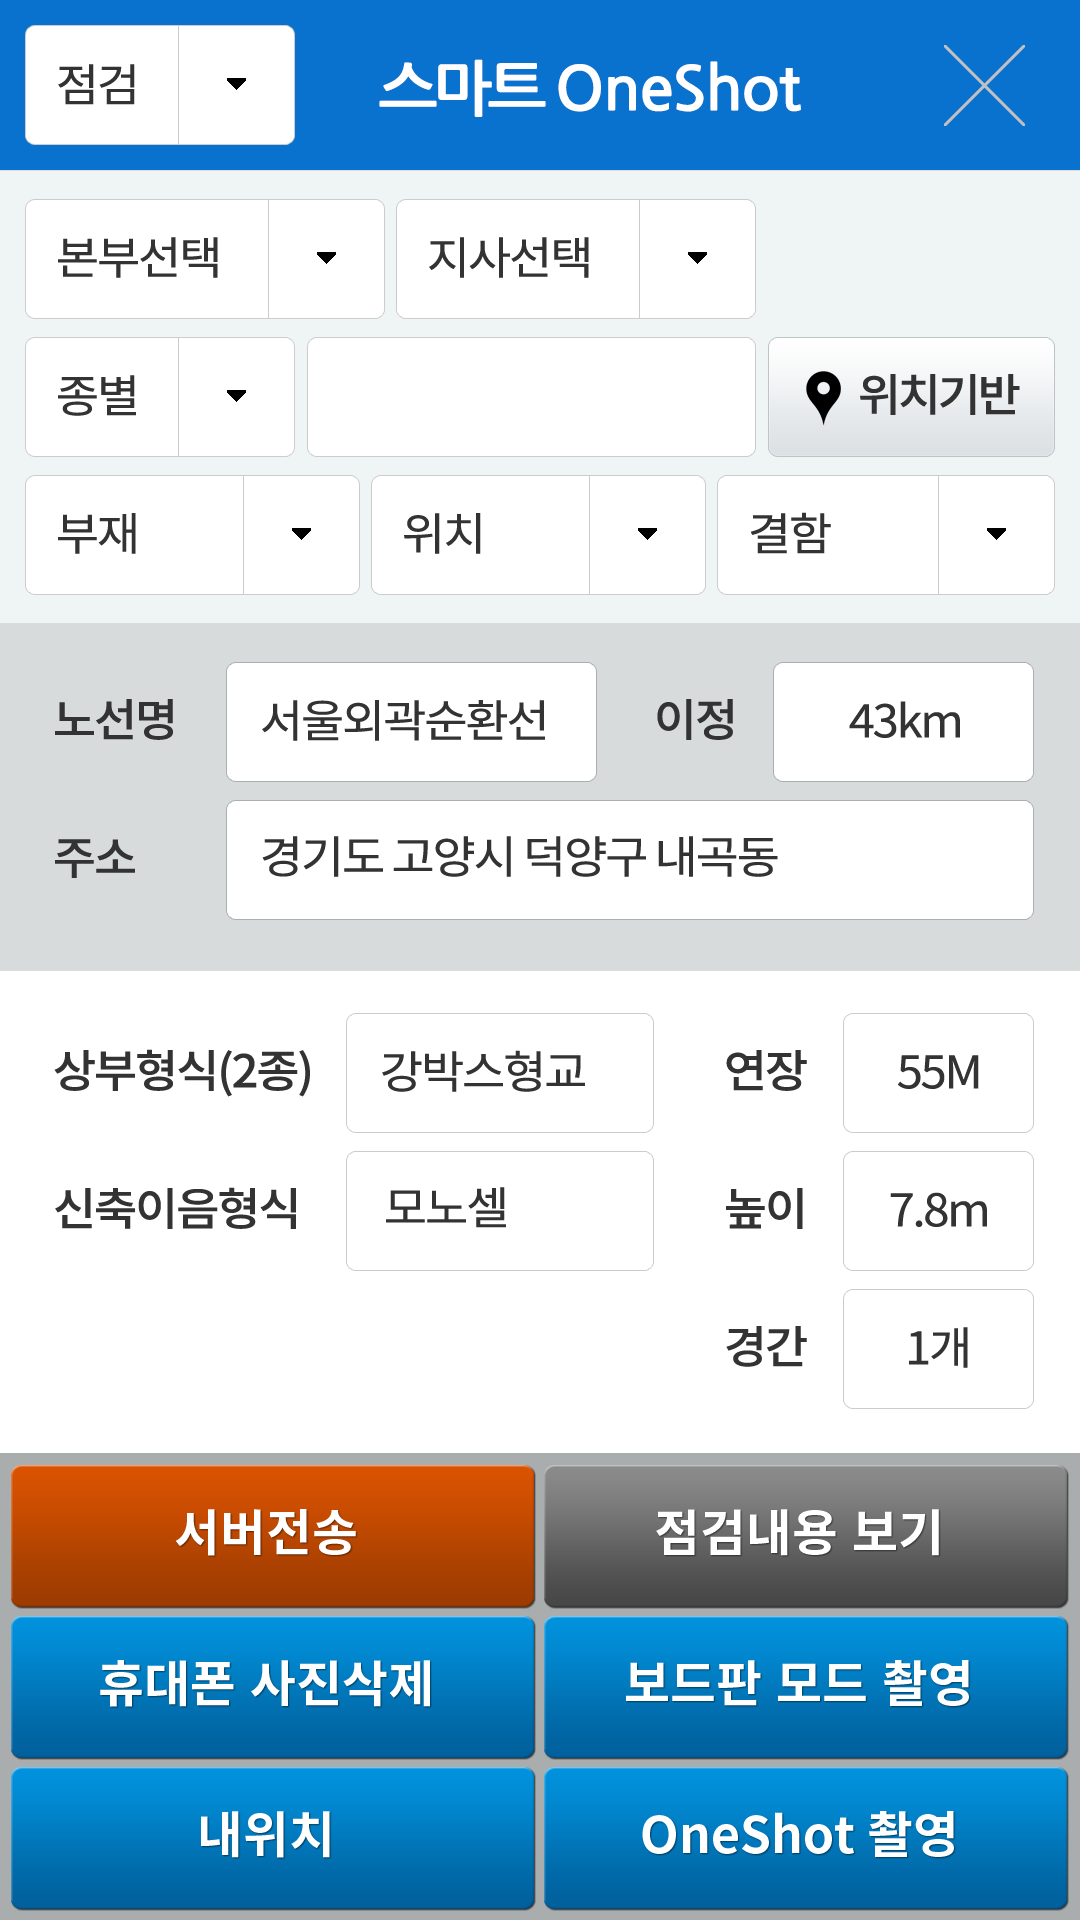 점검
스마트 OneShot
본부선택 지사선택
종별 위치기반
부재 위치 결함
노선명 서울외곽순환선 이정 43km
주소 경기도 고양시 덕양구 내곡동
상부형식(2종) 강박스형교 연장 55M
신축이음형식 모노셀 높이 7.8m
경간 1개
서버전송 점검내용 보기
휴대폰 사진삭제 보드판 모드 촬영
내위치 OneShot 촬영